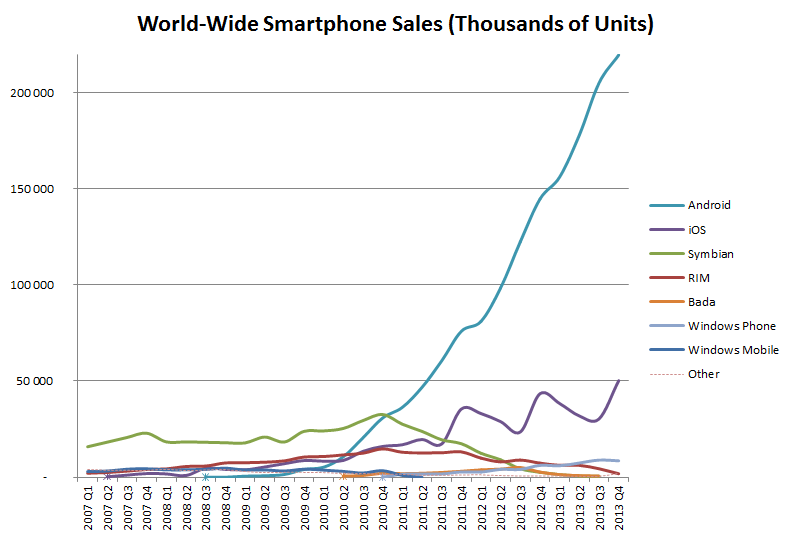 World-Wide Smartphone Sales (Thousands of Units)
200 000
150 000
100 000
50 000
-
2007 Q1
2007 Q2
2007 Q3
2007 Q4
2008 Q1
2008 Q2
2008 Q3
2008 Q4
2009 Q1
2009 Q2
2009 Q3
2009 Q4
2010 Q1
2010 Q2
2010 Q3
2010 Q4
2011 Q1
2011 Q2
2011 Q3
2011 Q4
2012 Q1
2012 Q2
2012 Q3
2012 Q4
2013 Q1
2013 Q2
2013 Q3
2013 Q4
Android
iOS
Symbian
RIM
Bada
Windows Phone
Windows Mobile
Other